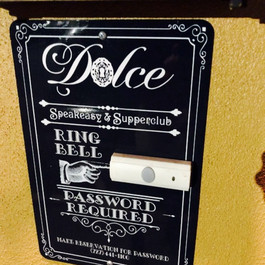 Dolce
Speakeasy & Supperclub
RING
BELL
PASSWORD
REQUIRED
MAKE RESERVATION FOR PASSWORD